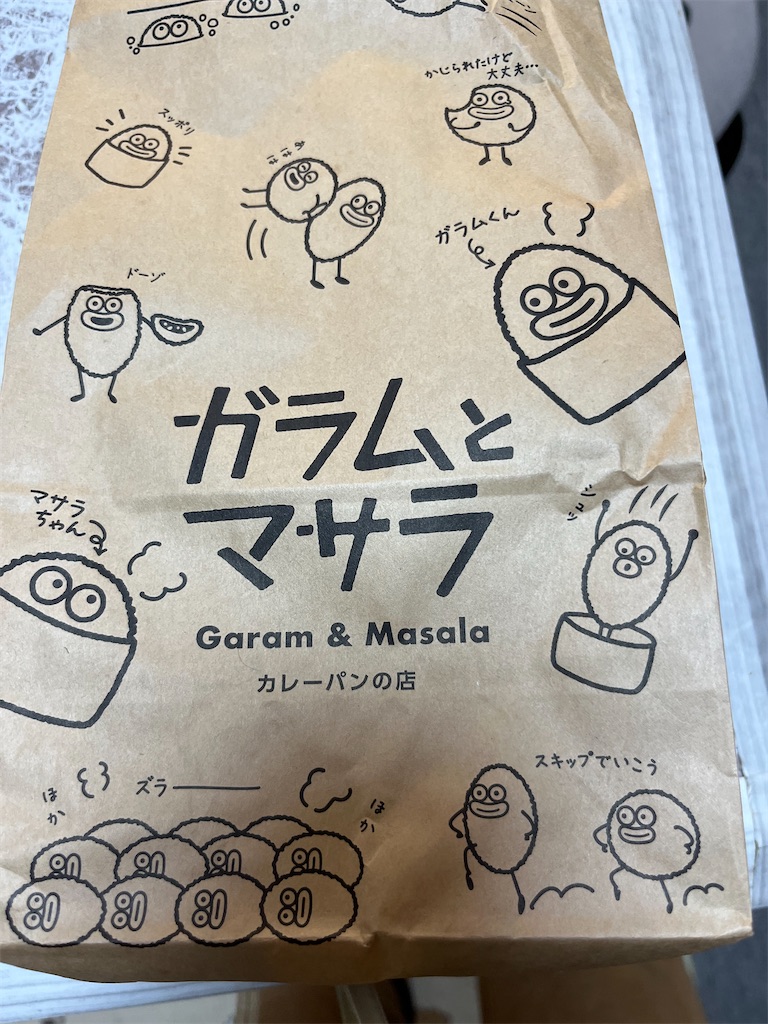 かじられたけど
大丈夫…
スッポリ
ガラムくん
ドーゾ
ガラムと
マサラ
マサラ
ちゃん
Garam & Masala
カレーパンの店
スキップでいこう
ズラ―――
ほか
ほか